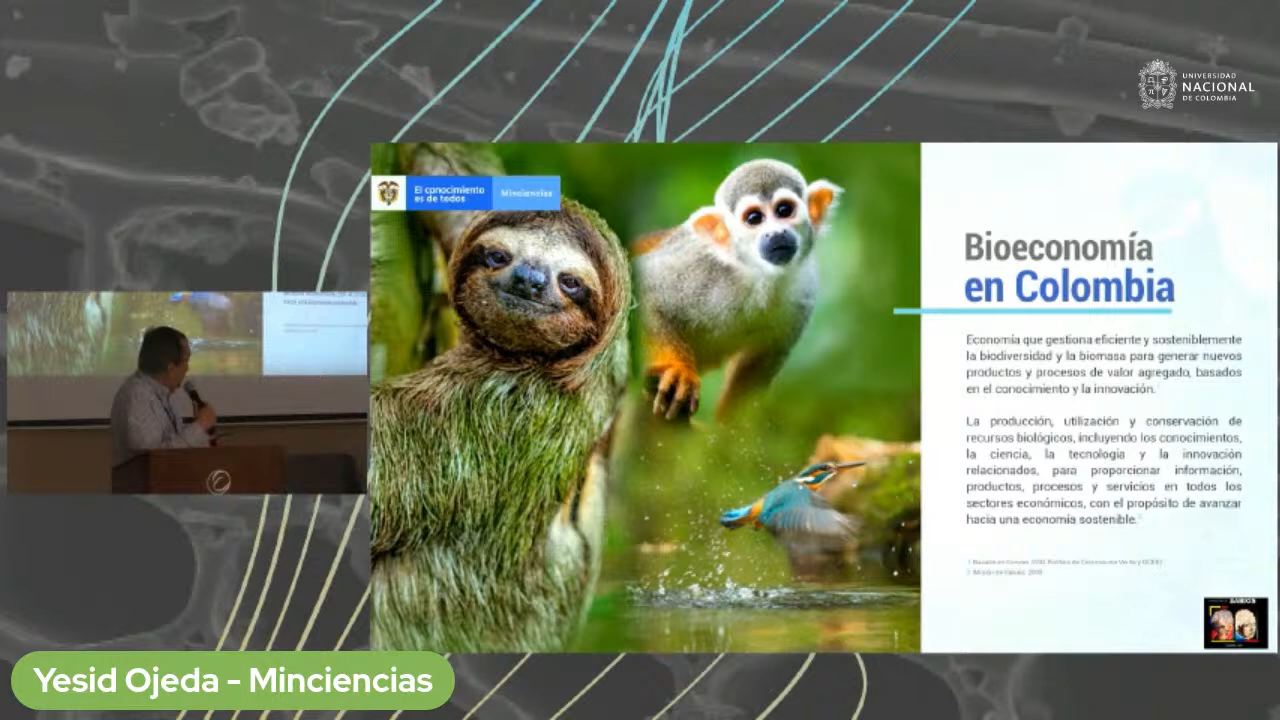 UNIVERSIDAD
NACIONAL
DE COLOMBIA
El conocimiento
es de todos
Minciencias
Bioeconomía
en Colombia
Economía que gestiona eficiente y sosteniblemente
la biodiversidad y la biomasa para generar nuevos
productos y procesos de valor agregado, basados
en el conocimiento y la innovación.
La producción, utilización y conservación de
recursos biológicos, incluyendo los conocimientos,
la ciencia, la tecnología y la innovación
relacionados, para proporcionar información,
productos, procesos y servicios en todos los
sectores económicos, con el propósito de avanzar
hacia una economía sostenible.
Yesid Ojeda - Minciencias